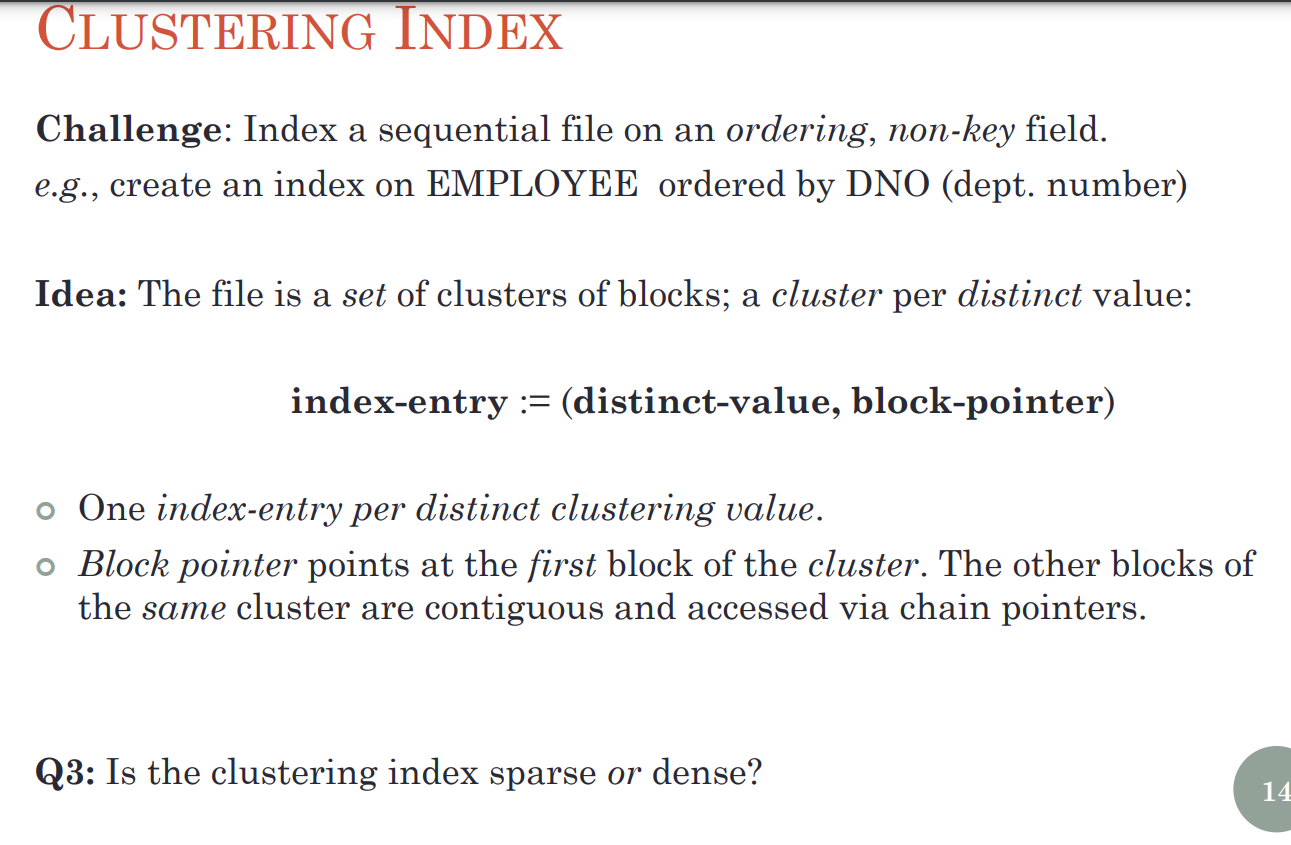 CLUSTERING INDEX
Challenge: Index a sequential file on an ordering, non-key field.
e.g., create an index on EMPLOYEE ordered by DNO (dept. number)
Idea: The file is a set of clusters of blocks; a cluster per distinct value:
index-entry := (distinct-value, block-pointer)
One index-entry per distinct clustering value.
Block pointer points at the first block of the cluster. The other blocks of
the same cluster are contiguous and accessed via chain pointers.
Q3: Is the clustering index sparse or dense?
14